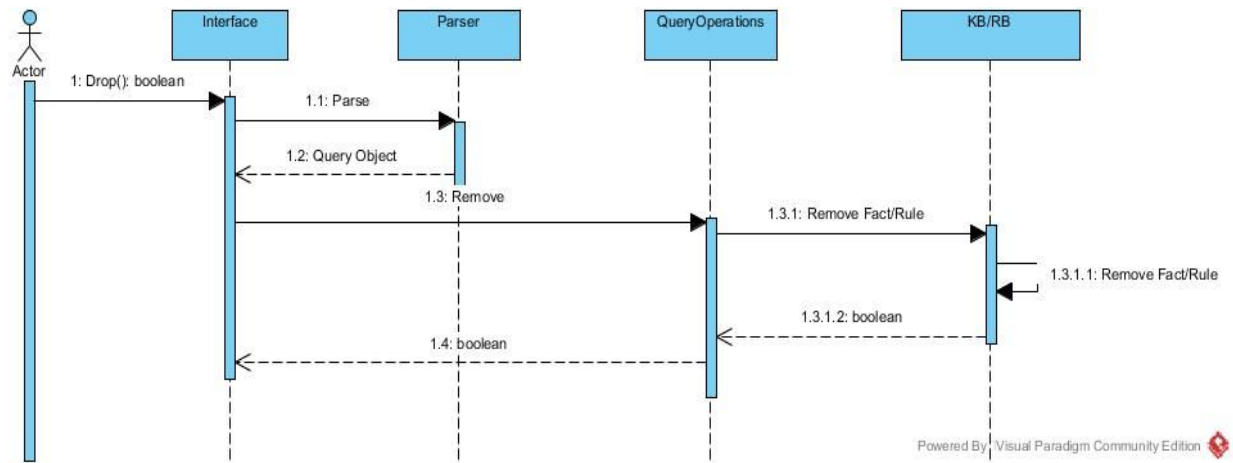 Interface
Parser
QueryOperations
KB/RB
Actor
1: Drop(): boolean
1.1: Parse
1.2: Query Object
1.3: Remove
1.3.1: Remove Fact/Rule
1.3.1.1: Remove Fact/Rule
1.3.1.2: boolean
1.4: boolean
Powered By Visual Paradigm Community Edition